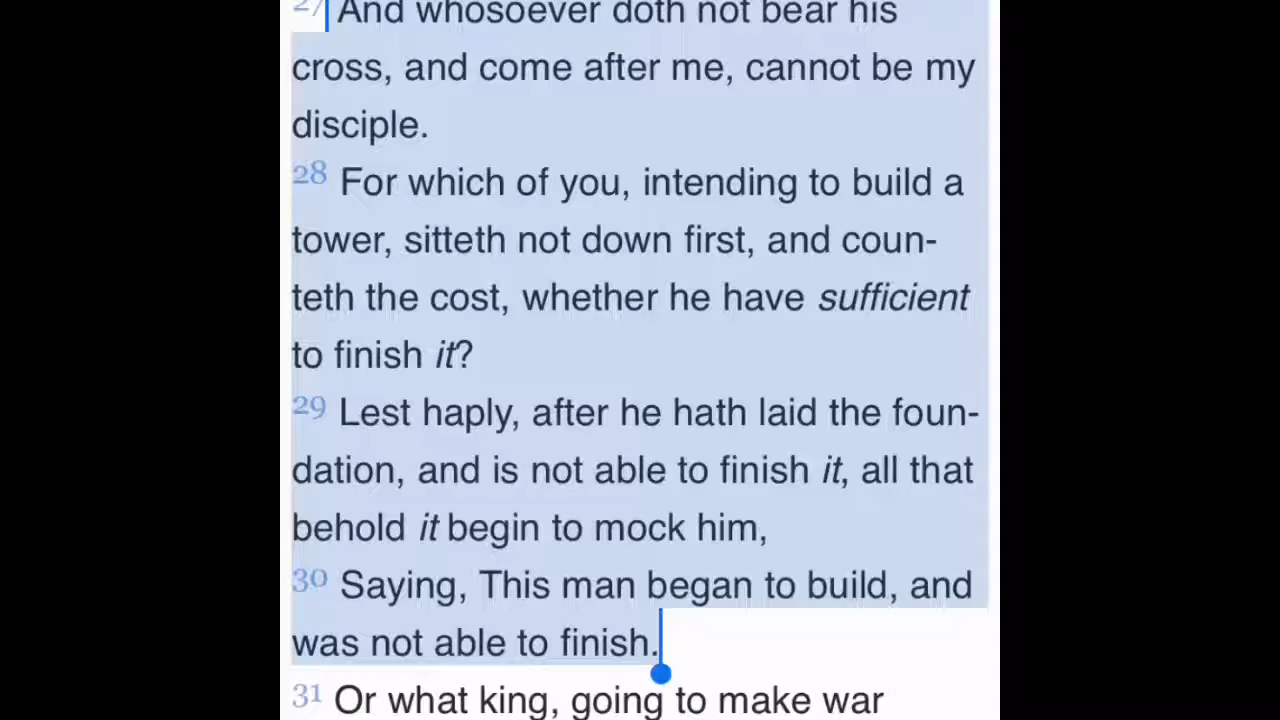 27 And whosoever doth not bear his
cross, and come after me, cannot be my
disciple.
28 For which of you, intending to build a
tower, sitteth not down first, and coun-
teth the cost, whether he have sufficient
to finish it?
29 Lest haply, after he hath laid the foun-
dation, and is not able to finish it, all that
behold it begin to mock him,
30 Saying, This man began to build, and
was not able to finish.
31 Or what king, going to make war